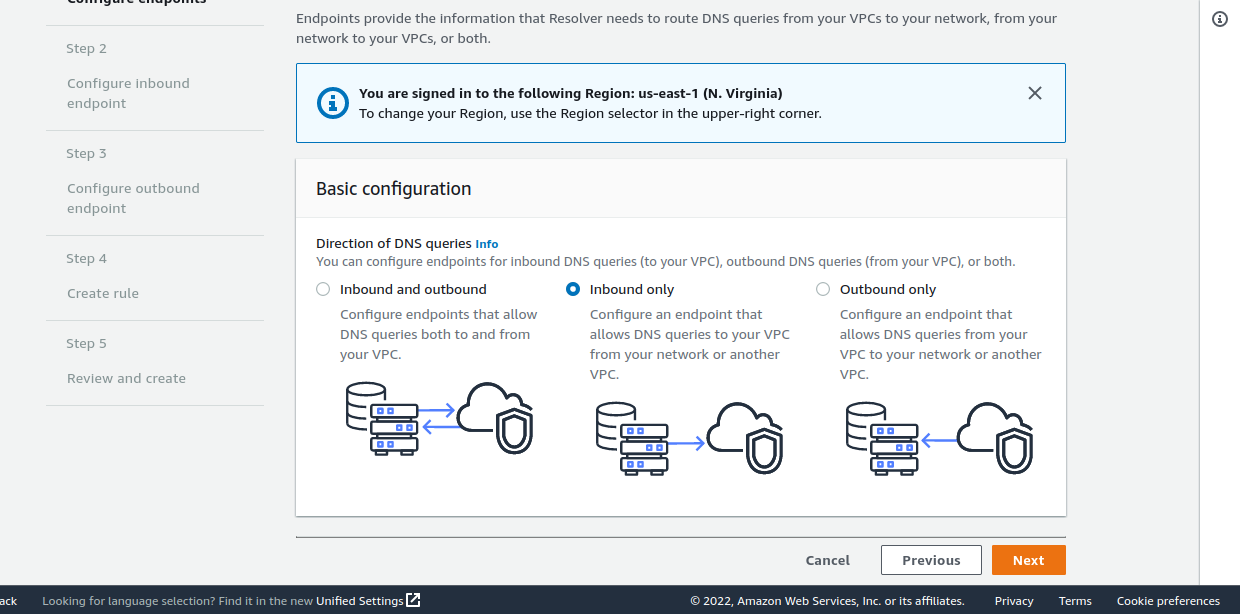 Configure endpoints
Endpoints provide the information that Resolver needs to route DNS queries from your VPCs to your network, from your
network to your VPCs, or both.
Step 2
Configure inbound
endpoint
Step 3
Configure outbound
endpoint
Step 4
Create rule
Step 5
Review and create
You are signed in to the following Region: us-east-1 (N. Virginia)
To change your Region, use the Region selector in the upper-right corner.
Basic configuration
Direction of DNS queries Info
You can configure endpoints for inbound DNS queries (to your VPC), outbound DNS queries (from your VPC), or both.
Inbound and outbound
Configure endpoints that allow
DNS queries both to and from
your VPC.
Inbound only
Configure an endpoint that
allows DNS queries to your VPC
from your network or another
VPC.
Outbound only
Configure an endpoint that
allows DNS queries from your
VPC to your network or another
VPC.
Cancel Previous Next
ack Looking for language selection? Find it in the new Unified Settings © 2022, Amazon Web Services, Inc. or its affiliates. Privacy Terms Cookie preferences